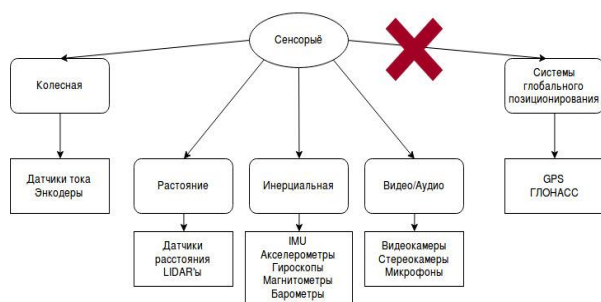 Сенсорыё
Колесная
Системы
глобального
позиционирования
Датчики тока
Энкодеры
Растояние
Инерциальная
Видео/Аудио
GPS
ГЛОНАСС
Датчики
расстояния
LIDAR'ы
IMU
Акселерометры
Гироскопы
Магнитометры
Барометры
Видеокамеры
Стереокамеры
Микрофоны